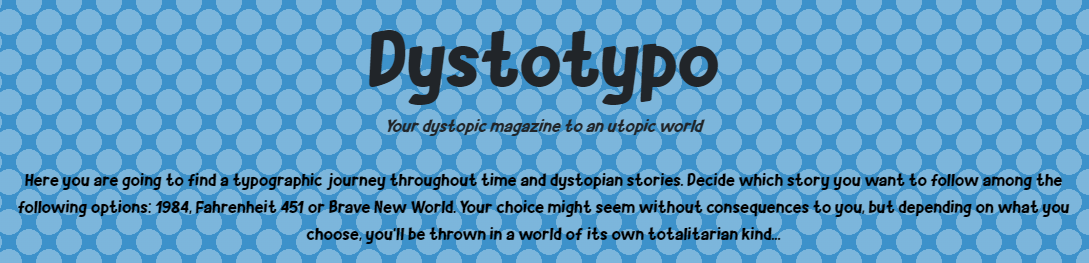 Dystotypo
Your dystopic magazine to an utopic world
Here you are going to find a typographic journey throughout time and dystopian stories. Decide which story you want to follow among the
following options: 1984, Fahrenheit 451 or Brave New World. Your choice might seem without consequences to you, but depending on what you
choose, you'll be thrown in a world of its own totalitarian kind...